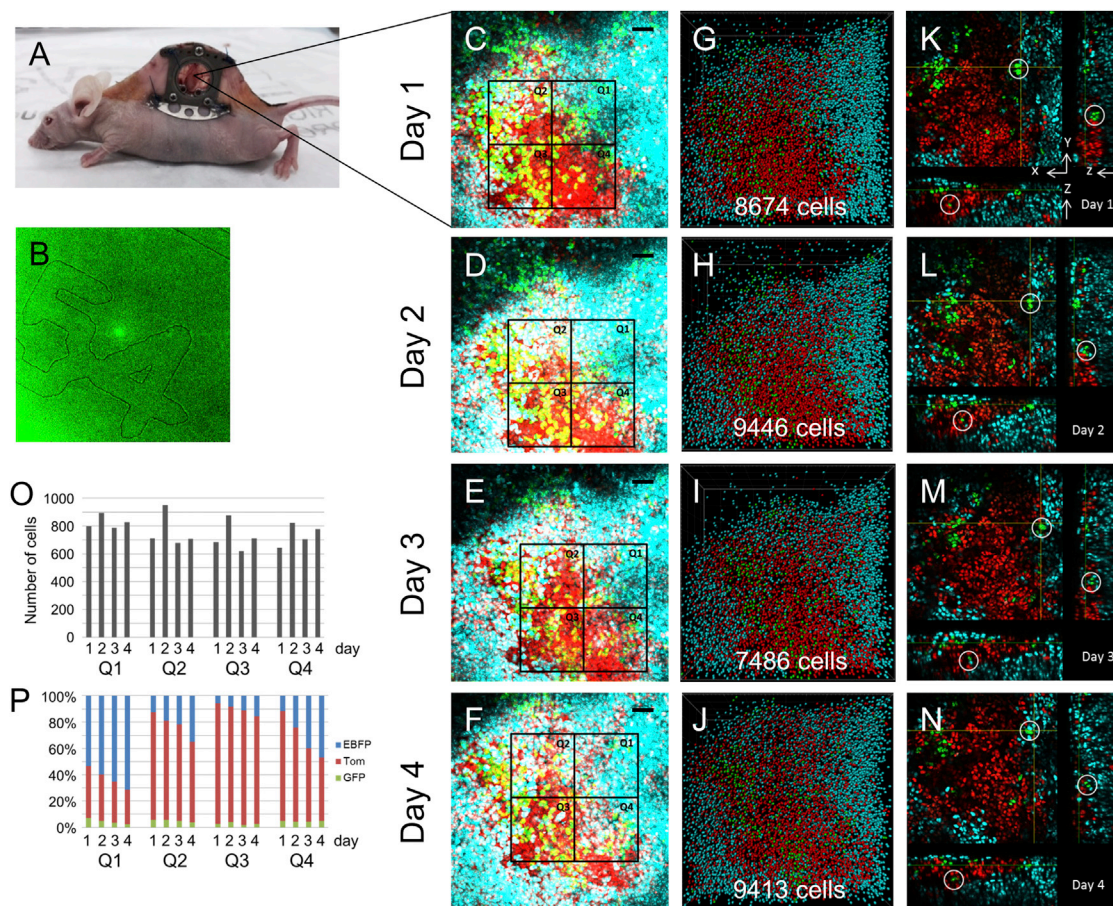 A
B
Day 1
Day 2
Day 3
Day 4
C
Q2
Q1
Q3
Q4
D
Q2
Q1
Q3
Q4
E
Q2
Q1
Q3
Q4
F
Q2
Q1
Q3
Q4
G
8674 cells
H
9446 cells
I
7486 cells
J
9413 cells
K
Y
X
Z
Z
Day 1
L
Day 2
M
Day 3
N
Day 4
O
Number of cells
1000
800
600
400
200
0
1 2 3 4 1 2 3 4 1 2 3 4 1 2 3 4 day
Q1 Q2 Q3 Q4
P
100%
80%
60%
40%
20%
0%
EBFP
Tom
GFP
1 2 3 4 1 2 3 4 1 2 3 4 1 2 3 4 day
Q1 Q2 Q3 Q4